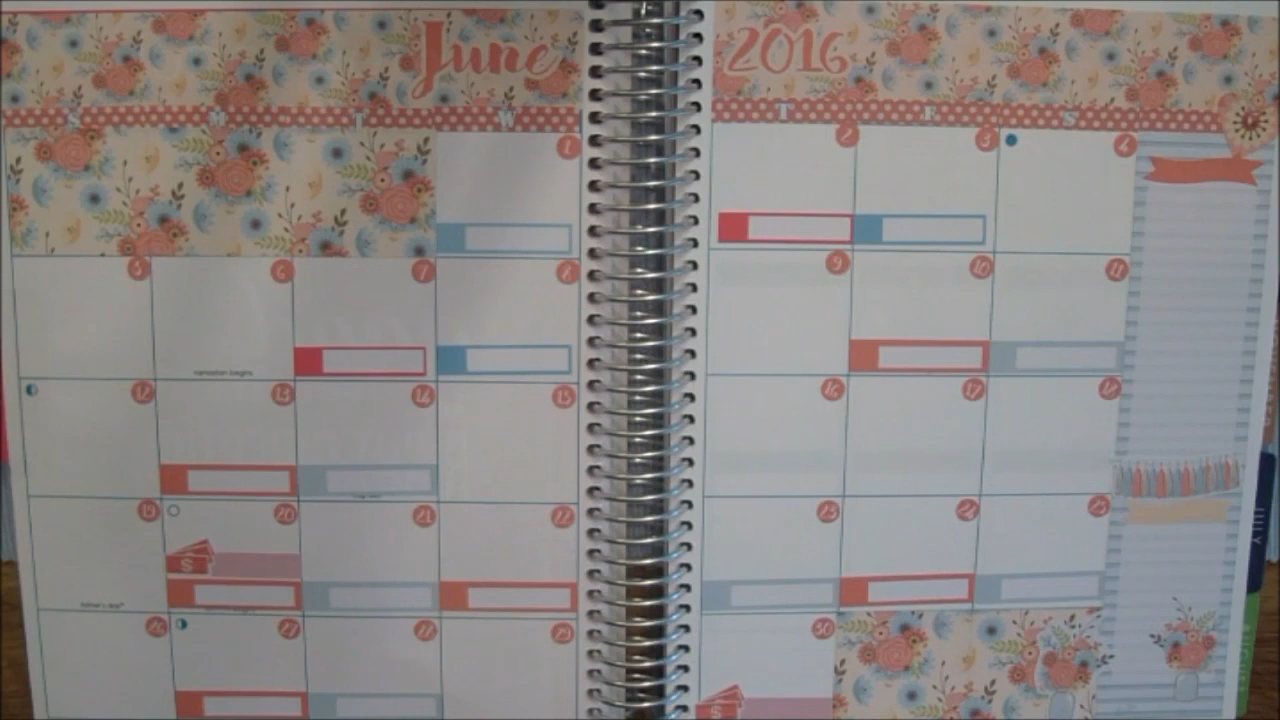 June 2016
S M T W T F S
1 2 3 4
5 6 7 8 9 10 11
ramadan begins
12 13 14 15 16 17 18
19 20 21 22 23 24 25
$
father's day*
26 27 28 29 30
$
JULY